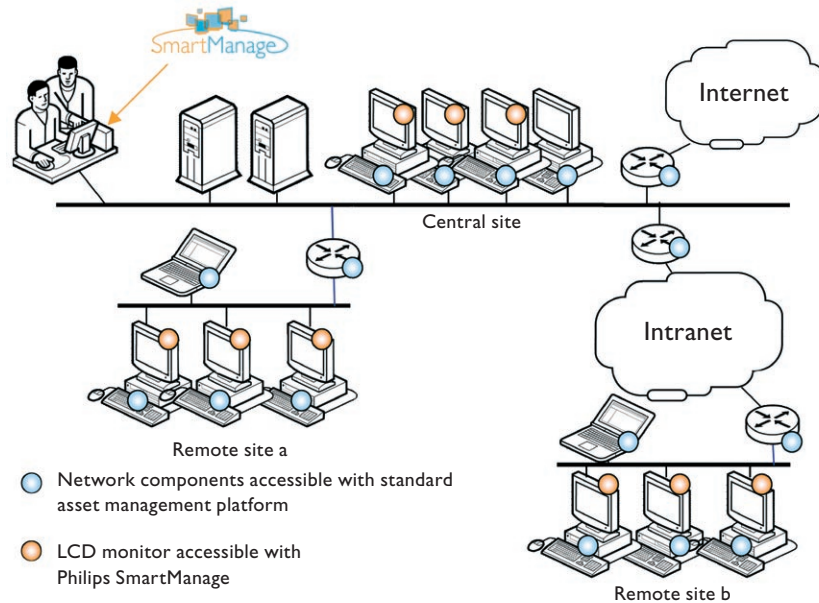 SmartManage
Internet
Central site
Intranet
Remote site a
Network components accessible with standard
asset management platform
LCD monitor accessible with
Philips SmartManage
Remote site b